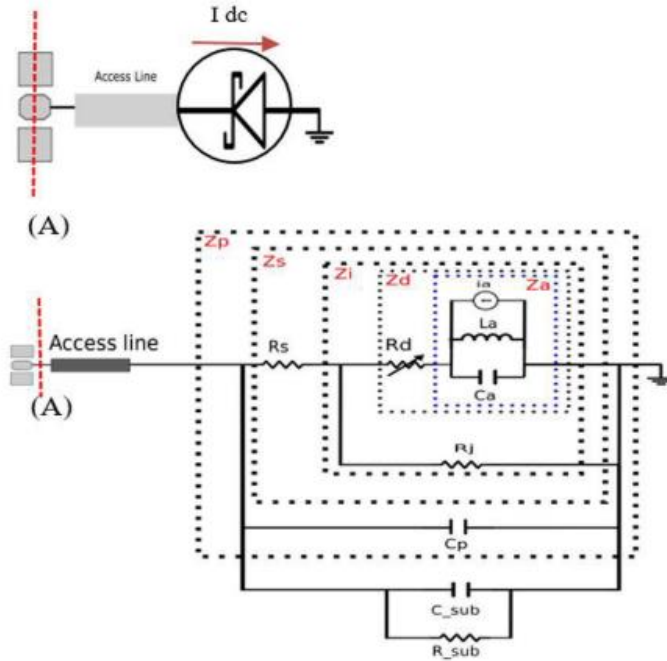 I dc
Access Line
(A)
Zp
Zs
Zi
Zd
Za
Ia
La
Ca
Rs
Rd
Access line
(A)
Rj
Cp
C_sub
R_sub